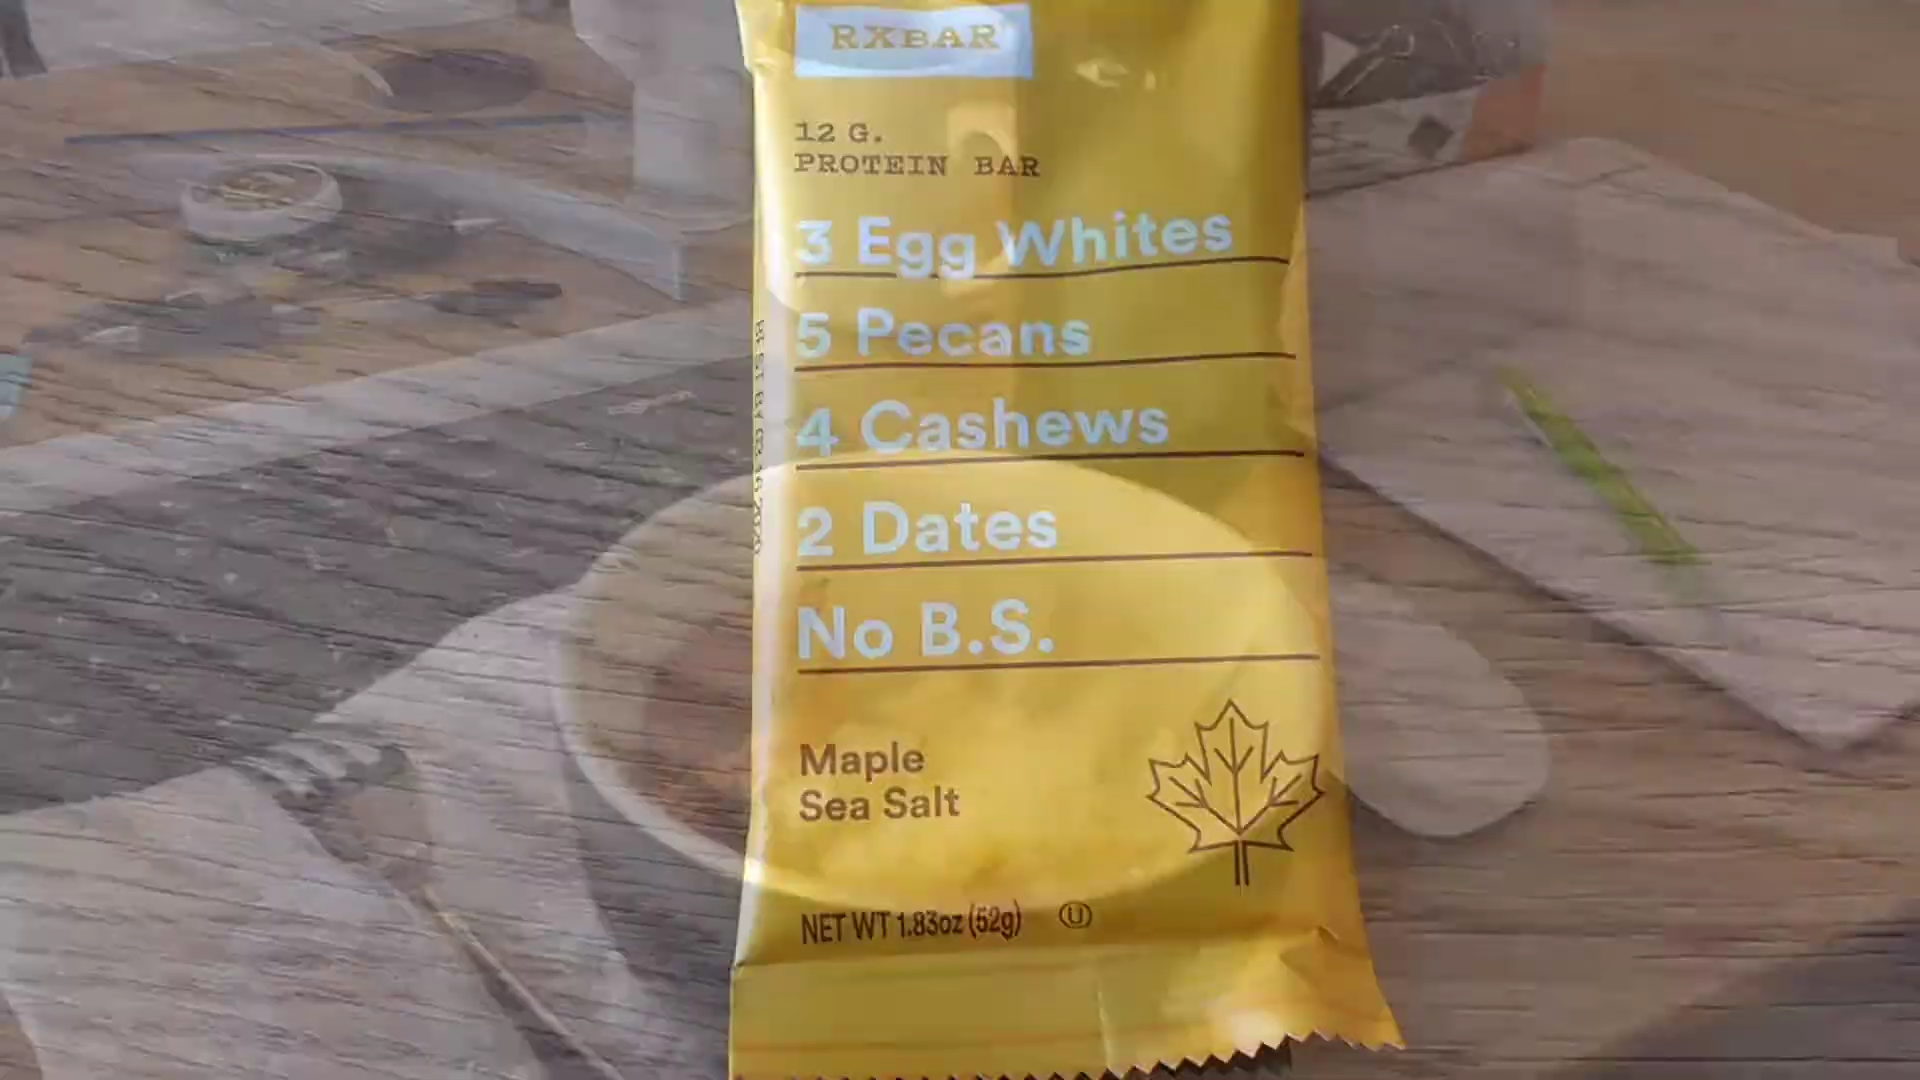 RXBAR
12 G.
PROTEIN BAR
3 Egg Whites
5 Pecans
4 Cashews
2 Dates
No B.S.
Maple
Sea Salt
NET WT 1.83oz (52g) U